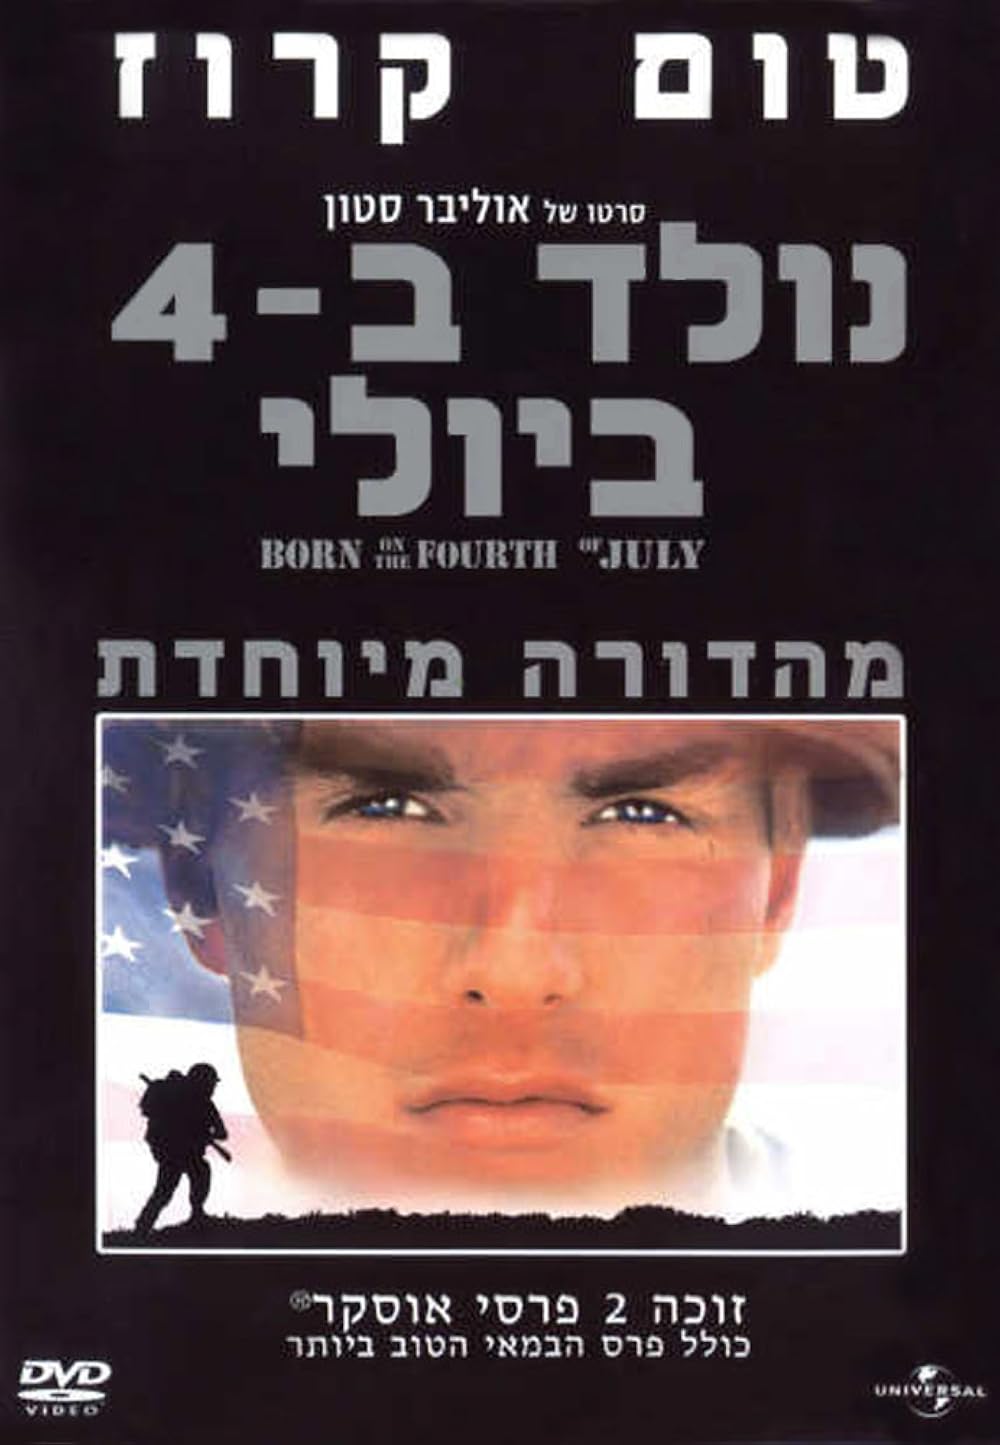 טום קרוז
סרטו של אוליבר סטון
נולד ב-4
ביולי
BORN ON THE FOURTH OF JULY
מהדורה מיוחדת
זוכה 2 פרסי אוסקר®
כולל פרס הבמאי הטוב ביותר
DVD
VIDEO
UNIVERSAL